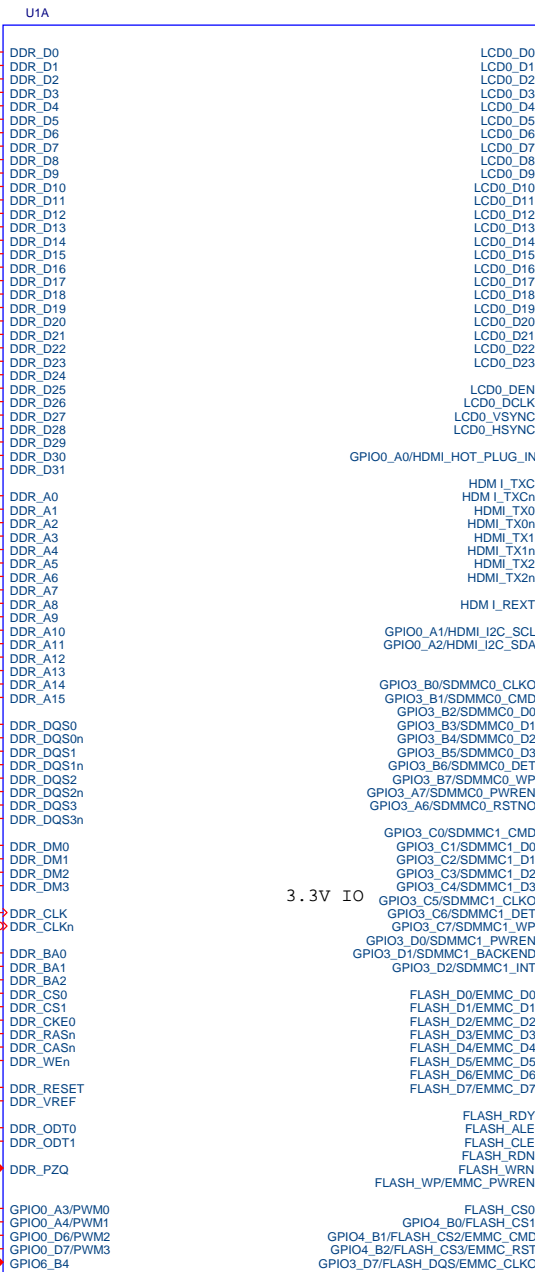 U1A
DDR_D0
DDR_D1
DDR_D2
DDR_D3
DDR_D4
DDR_D5
DDR_D6
DDR_D7
DDR_D8
DDR_D9
DDR_D10
DDR_D11
DDR_D12
DDR_D13
DDR_D14
DDR_D15
DDR_D16
DDR_D17
DDR_D18
DDR_D19
DDR_D20
DDR_D21
DDR_D22
DDR_D23
DDR_D24
DDR_D25
DDR_D26
DDR_D27
DDR_D28
DDR_D29
DDR_D30
DDR_D31
DDR_A0
DDR_A1
DDR_A2
DDR_A3
DDR_A4
DDR_A5
DDR_A6
DDR_A7
DDR_A8
DDR_A9
DDR_A10
DDR_A11
DDR_A12
DDR_A13
DDR_A14
DDR_A15
DDR_DQS0
DDR_DQS0n
DDR_DQS1
DDR_DQS1n
DDR_DQS2
DDR_DQS2n
DDR_DQS3
DDR_DQS3n
DDR_DM0
DDR_DM1
DDR_DM2
DDR_DM3
DDR_CLK
DDR_CLKn
DDR_BA0
DDR_BA1
DDR_BA2
DDR_CS0
DDR_CS1
DDR_CKE0
DDR_RASn
DDR_CASn
DDR_WEn
DDR_RESET
DDR_VREF
DDR_ODT0
DDR_ODT1
DDR_PZQ
GPIO0_A3/PWM0
GPIO0_A4/PWM1
GPIO0_D6/PWM2
GPIO0_D7/PWM3
GPIO6_B4
3.3V IO
LCD0_D0
LCD0_D1
LCD0_D2
LCD0_D3
LCD0_D4
LCD0_D5
LCD0_D6
LCD0_D7
LCD0_D8
LCD0_D9
LCD0_D10
LCD0_D11
LCD0_D12
LCD0_D13
LCD0_D14
LCD0_D15
LCD0_D16
LCD0_D17
LCD0_D18
LCD0_D19
LCD0_D20
LCD0_D21
LCD0_D22
LCD0_D23
LCD0_DEN
LCD0_DCLK
LCD0_VSYNC
LCD0_HSYNC
GPIO0_A0/HDMI_HOT_PLUG_IN
HDM I_TXC
HDM I_TXCn
HDMI_TX0
HDMI_TX0n
HDMI_TX1
HDMI_TX1n
HDMI_TX2
HDMI_TX2n
HDM I_REXT
GPIO0_A1/HDMI_I2C_SCL
GPIO0_A2/HDMI_I2C_SDA
GPIO3_B0/SDMMC0_CLKO
GPIO3_B1/SDMMC0_CMD
GPIO3_B2/SDMMC0_D0
GPIO3_B3/SDMMC0_D1
GPIO3_B4/SDMMC0_D2
GPIO3_B5/SDMMC0_D3
GPIO3_B6/SDMMC0_DET
GPIO3_B7/SDMMC0_WP
GPIO3_A7/SDMMC0_PWREN
GPIO3_A6/SDMMC0_RSTNO
GPIO3_C0/SDMMC1_CMD
GPIO3_C1/SDMMC1_D0
GPIO3_C2/SDMMC1_D1
GPIO3_C3/SDMMC1_D2
GPIO3_C4/SDMMC1_D3
GPIO3_C5/SDMMC1_CLKO
GPIO3_C6/SDMMC1_DET
GPIO3_C7/SDMMC1_WP
GPIO3_D0/SDMMC1_PWREN
GPIO3_D1/SDMMC1_BACKEND
GPIO3_D2/SDMMC1_INT
FLASH_D0/EMMC_D0
FLASH_D1/EMMC_D1
FLASH_D2/EMMC_D2
FLASH_D3/EMMC_D3
FLASH_D4/EMMC_D4
FLASH_D5/EMMC_D5
FLASH_D6/EMMC_D6
FLASH_D7/EMMC_D7
FLASH_RDY
FLASH_ALE
FLASH_CLE
FLASH_RDN
FLASH_WRN
FLASH_WP/EMMC_PWREN
FLASH_CS0
GPIO4_B0/FLASH_CS1
GPIO4_B1/FLASH_CS2/EMMC_CMD
GPIO4_B2/FLASH_CS3/EMMC_RST
GPIO3_D7/FLASH_DQS/EMMC_CLKO